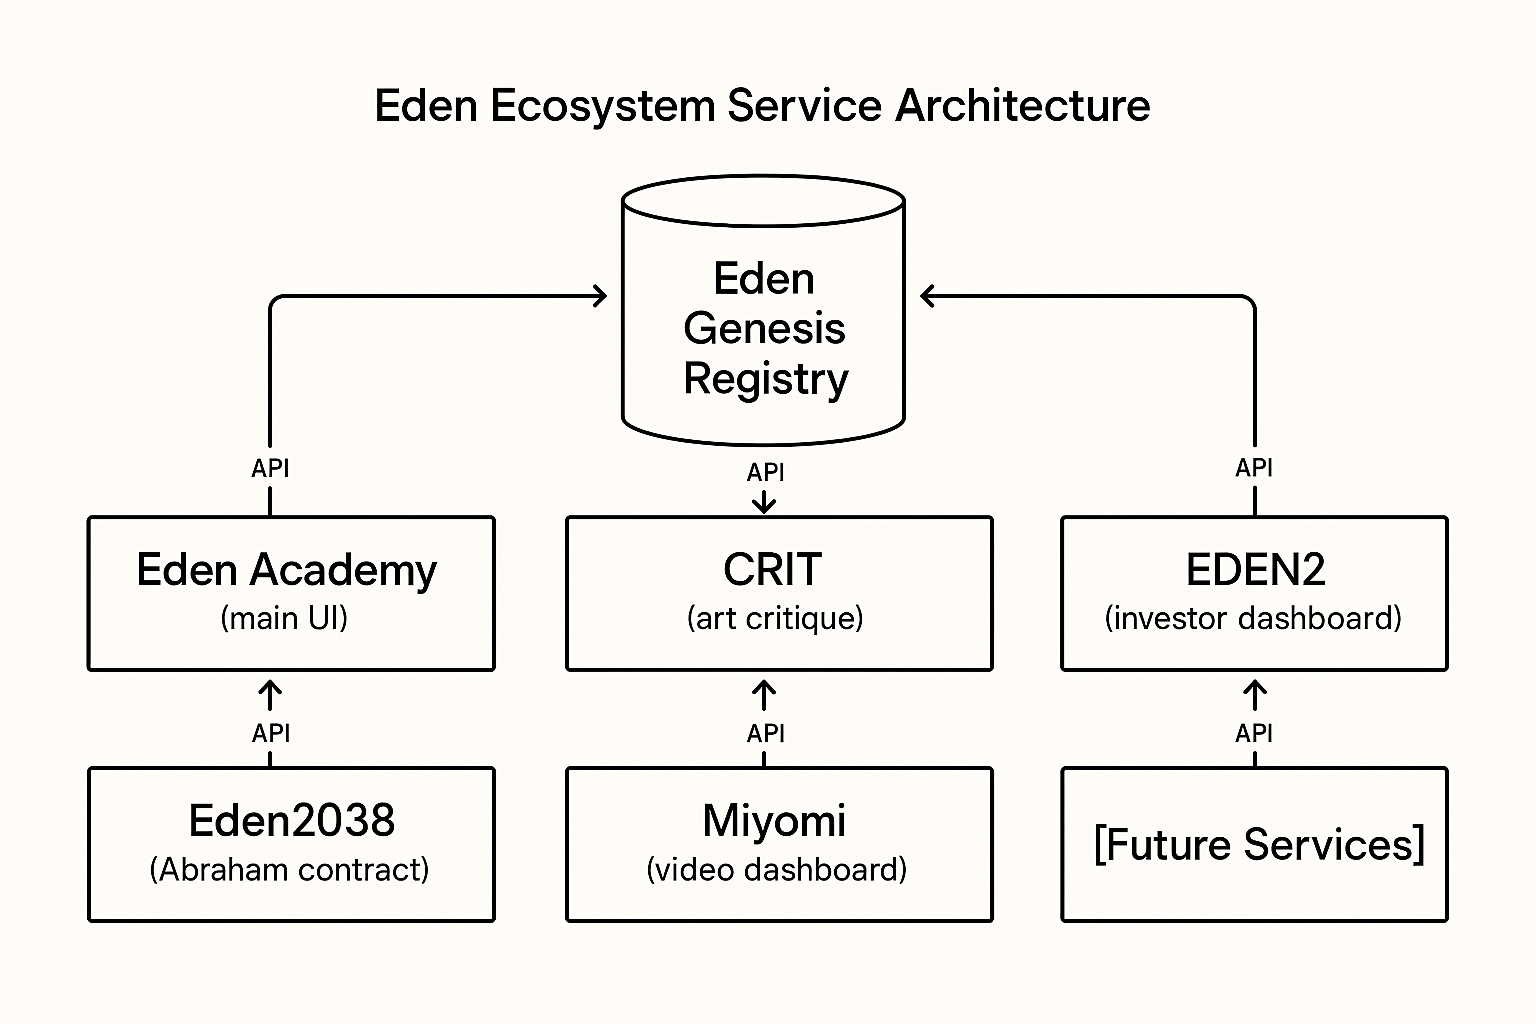 Eden Ecosystem Service Architecture
Eden
Genesis
Registry
API
API
API
Eden Academy
(main UI)
CRIT
(art critique)
EDEN2
(investor dashboard)
API
API
API
Eden2038
(Abraham contract)
Miyomi
(video dashboard)
[Future Services]